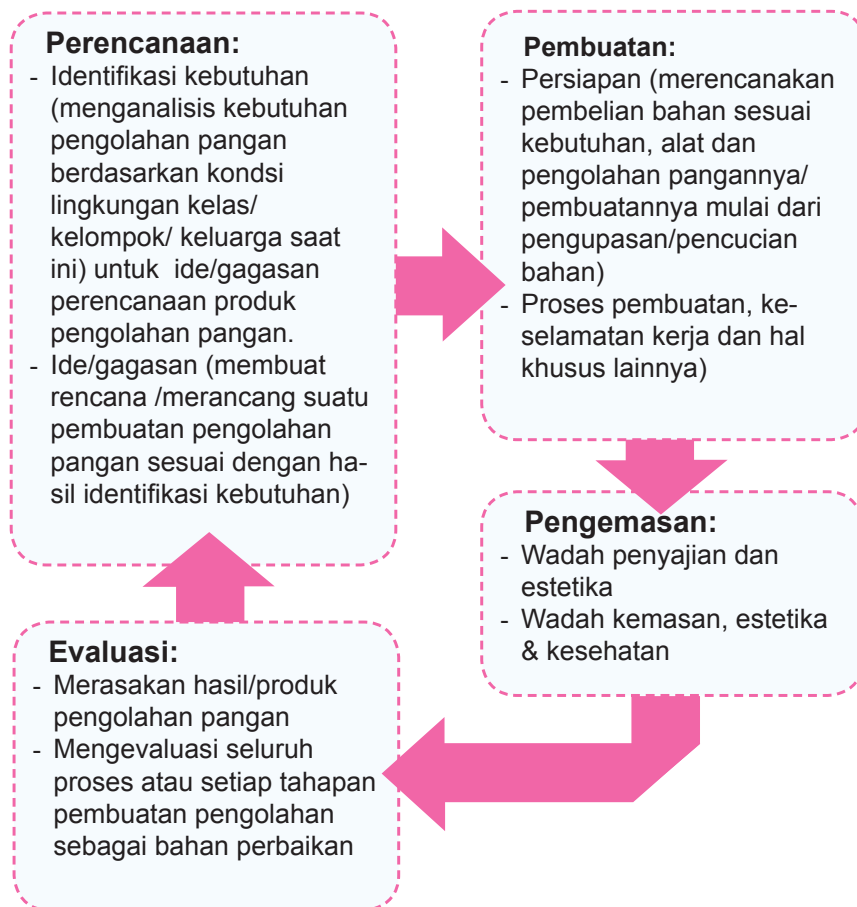 Perencanaan:
- Identifikasi kebutuhan
(menganalisis kebutuhan
pengolahan pangan
berdasarkan kondsi
lingkungan kelas/
kelompok/ keluarga saat
ini) untuk ide/gagasan
perencanaan produk
pengolahan pangan.
- Ide/gagasan (membuat
rencana /merancang suatu
pembuatan pengolahan
pangan sesuai dengan ha-
sil identifikasi kebutuhan)
Pembuatan:
- Persiapan (merencanakan
pembelian bahan sesuai
kebutuhan, alat dan
pengolahan pangannya/
pembuatannya mulai dari
pengupasan/pencucian
bahan)
- Proses pembuatan, ke-
selamatan kerja dan hal
khusus lainnya)
Pengemasan:
- Wadah penyajian dan
estetika
- Wadah kemasan, estetika
& kesehatan
Evaluasi:
- Merasakan hasil/produk
pengolahan pangan
- Mengevaluasi seluruh
proses atau setiap tahapan
pembuatan pengolahan
sebagai bahan perbaikan